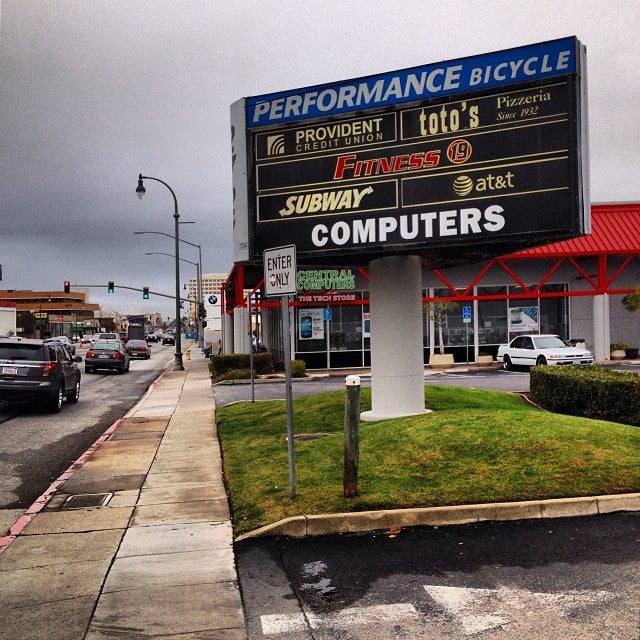 PERFORMANCE BICYCLE
PROVIDENT
CREDIT UNION
toto's Pizzeria
Since 1932
FITNESS 19
SUBWAY
at&t
COMPUTERS
ENTER
ONLY
CENTRAL
COMPUTERS
THE TECH STORE